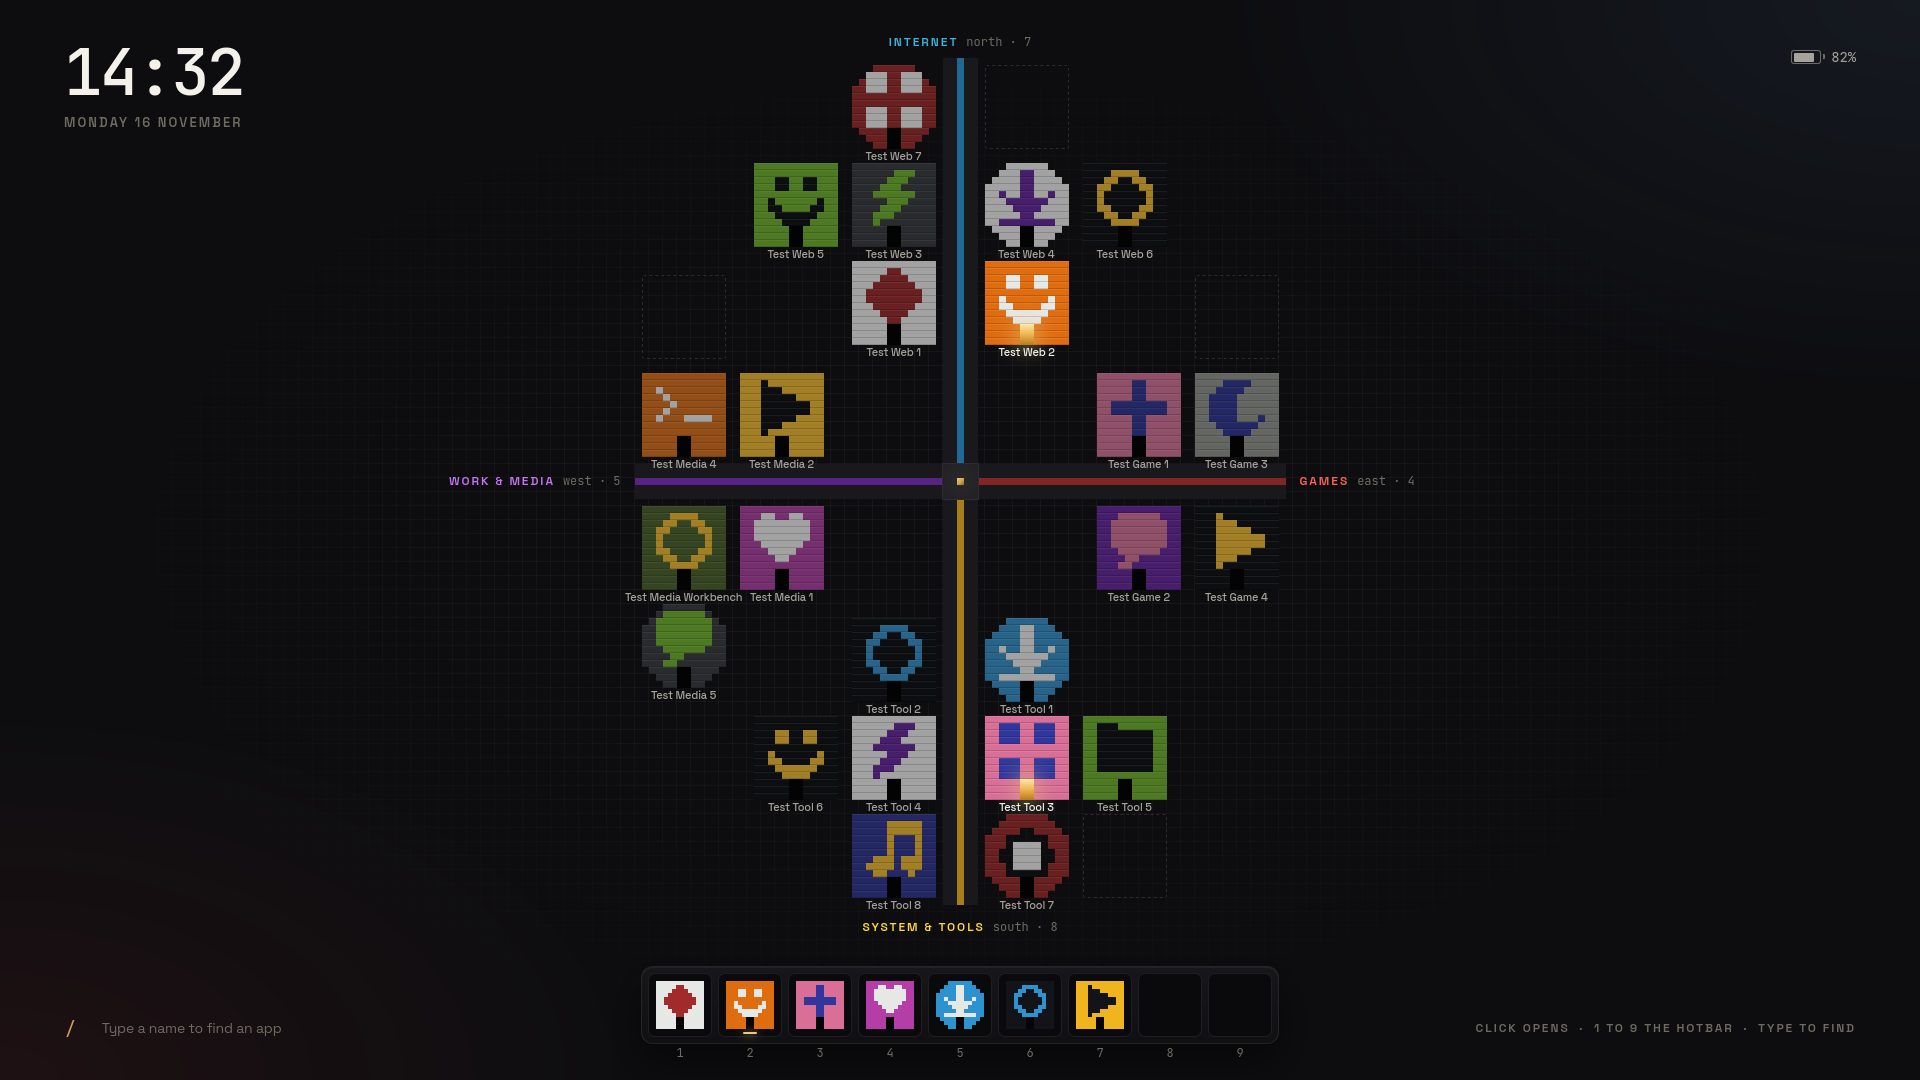 14:32
MONDAY 16 NOVEMBER
INTERNET north · 7
82%
Test Web 7
Test Web 5
Test Web 3
Test Web 4
Test Web 6
Test Web 1
Test Web 2
Test Media 4
Test Media 2
Test Game 1
Test Game 3
WORK & MEDIA west · 5
GAMES east · 4
Test Media Workbench
Test Media 1
Test Game 2
Test Game 4
Test Media 5
Test Tool 2
Test Tool 1
Test Tool 6
Test Tool 4
Test Tool 3
Test Tool 5
Test Tool 8
Test Tool 7
SYSTEM & TOOLS south · 8
/ Type a name to find an app
CLICK OPENS · 1 TO 9 THE HOTBAR · TYPE TO FIND
1 2 3 4 5 6 7 8 9